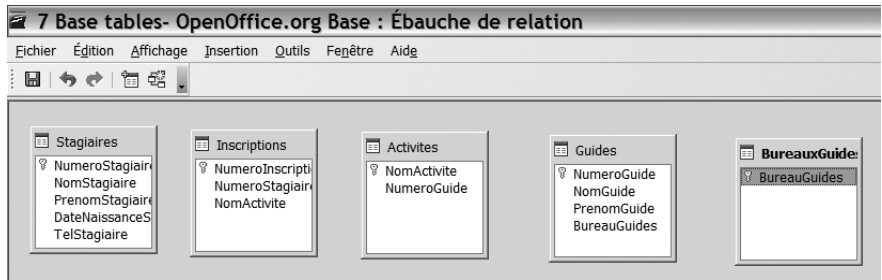 7 Base tables- OpenOffice.org Base : Ébauche de relation
Fichier Édition Affichage Insertion Outils Fenêtre Aide
Stagiaires
NumeroStagiaire
NomStagiaire
PrenomStagiaire
DateNaissanceS
TelStagiaire
Inscriptions
NumeroInscripti
NumeroStagiaire
NomActivite
Activites
NomActivite
NumeroGuide
Guides
NumeroGuide
NomGuide
PrenomGuide
BureauGuides
BureauxGuides
BureauGuides